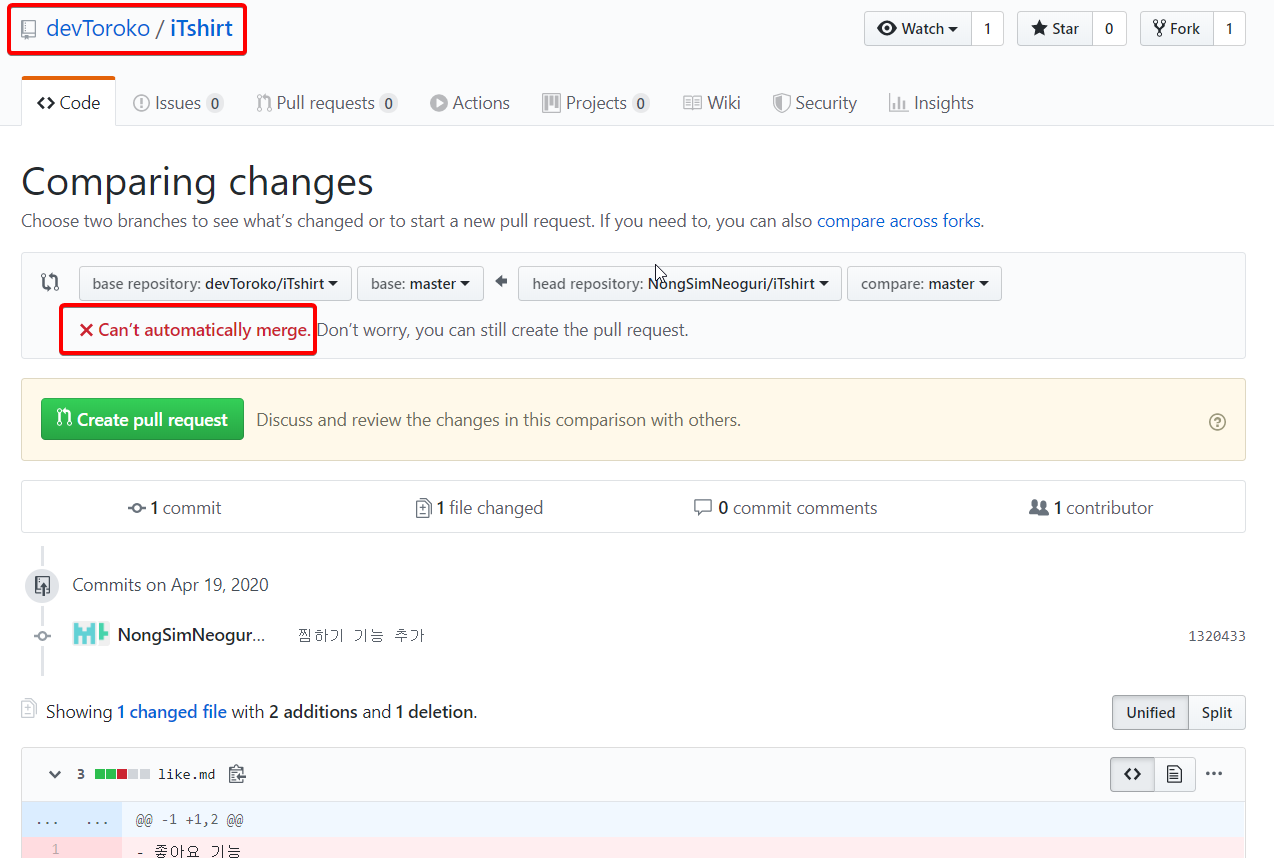 devToroko / iTshirt
Watch 1 Star 0 Fork 1
Code Issues 0 Pull requests 0 Actions Projects 0 Wiki Security Insights
Comparing changes
Choose two branches to see what's changed or to start a new pull request. If you need to, you can also compare across forks.
base repository: devToroko/iTshirt base: master head repository: NongSimNeoguri/iTshirt compare: master
Can't automatically merge. Don't worry, you can still create the pull request.
Create pull request Discuss and review the changes in this comparison with others.
1 commit 1 file changed 0 commit comments 1 contributor
Commits on Apr 19, 2020
NongSimNeogur... 찜하기 기능 추가 1320433
Showing 1 changed file with 2 additions and 1 deletion.
Unified Split
3 like.md
... ... @@ -1 +1,2 @@
1 - 좋아요 기능